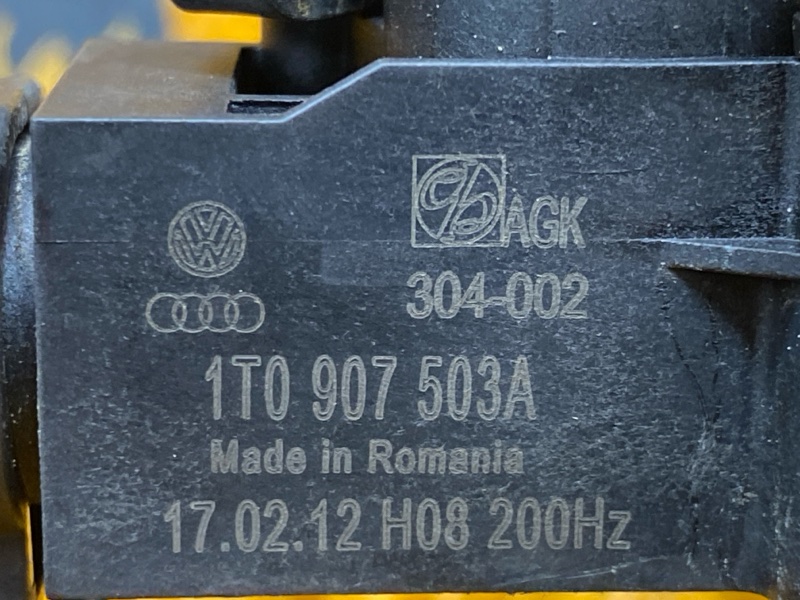 AGK
304-002
1T0 907 503A
Made in Romania
17.02.12 H08 200Hz